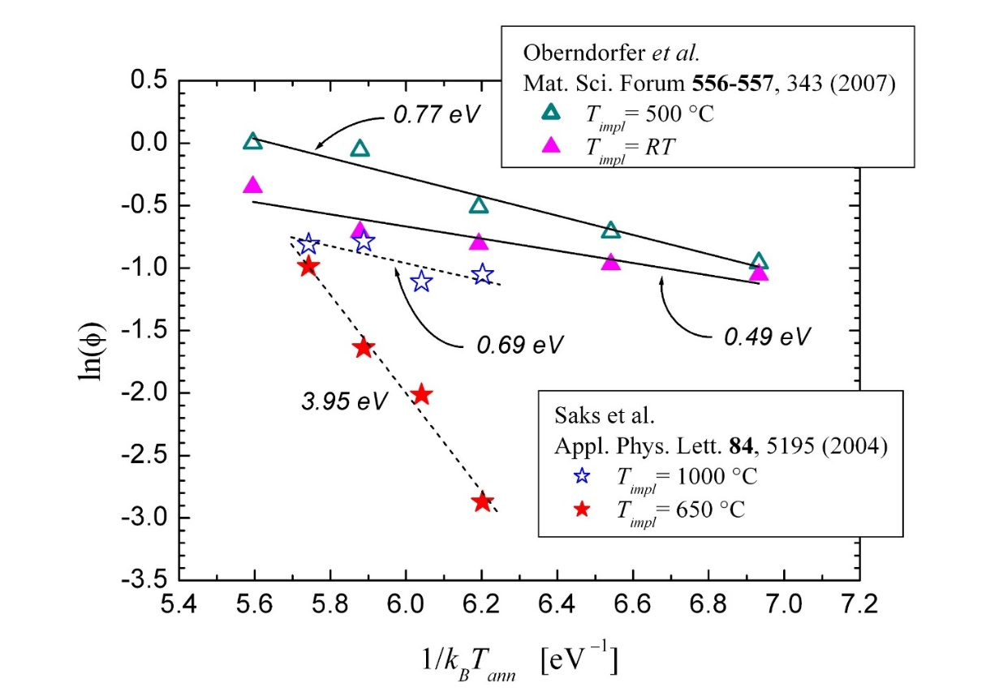 Oberndorfer et al.
Mat. Sci. Forum 556-557, 343 (2007)
T_impl= 500 °C
T_impl= RT
0.5
0.0
-0.5
-1.0
-1.5
-2.0
-2.5
-3.0
-3.5
ln(ϕ)
0.77 eV
0.69 eV
0.49 eV
3.95 eV
Saks et al.
Appl. Phys. Lett. 84, 5195 (2004)
T_impl= 1000 °C
T_impl= 650 °C
5.4 5.6 5.8 6.0 6.2 6.4 6.6 6.8 7.0 7.2
1/k_B T_ann [eV⁻¹]